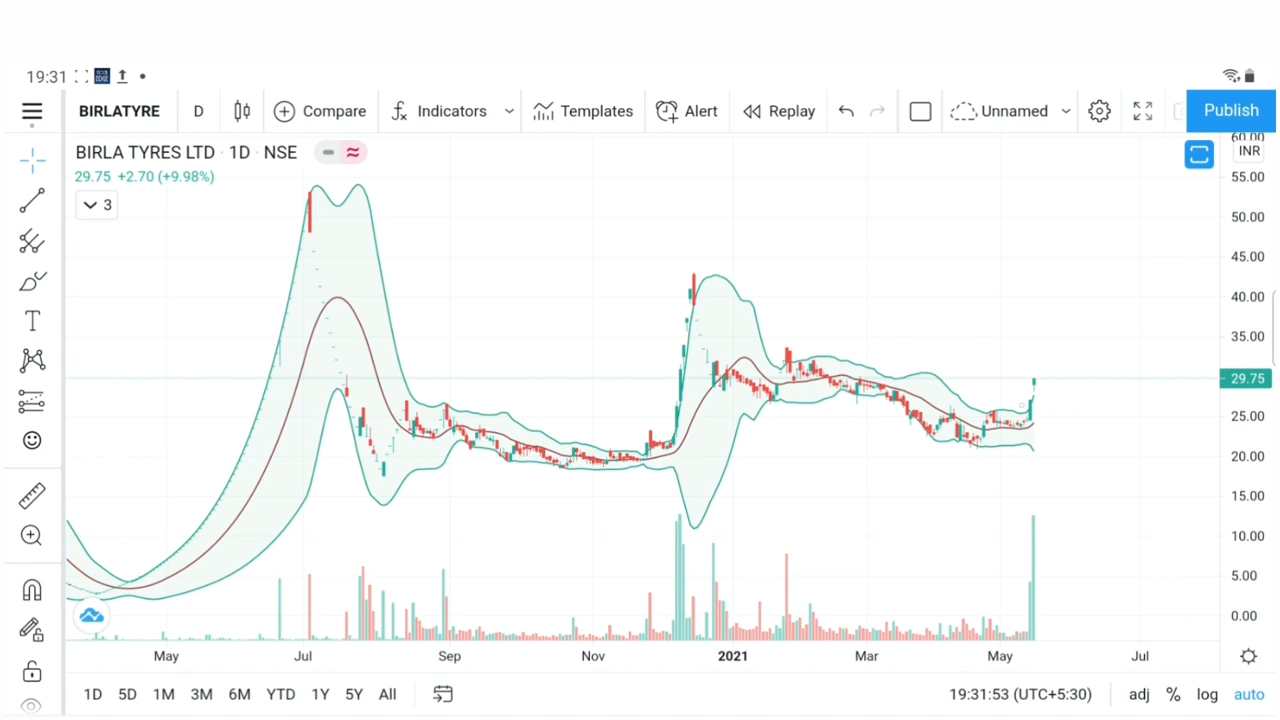 19:31
BIRLATYRE D Compare Indicators Templates Alert Replay Unnamed Publish
BIRLA TYRES LTD · 1D · NSE
29.75 +2.70 (+9.98%)
3
60.00
INR
55.00
50.00
45.00
40.00
35.00
29.75
25.00
20.00
15.00
10.00
5.00
0.00
May Jul Sep Nov 2021 Mar May Jul
1D 5D 1M 3M 6M YTD 1Y 5Y All 19:31:53 (UTC+5:30) adj % log auto